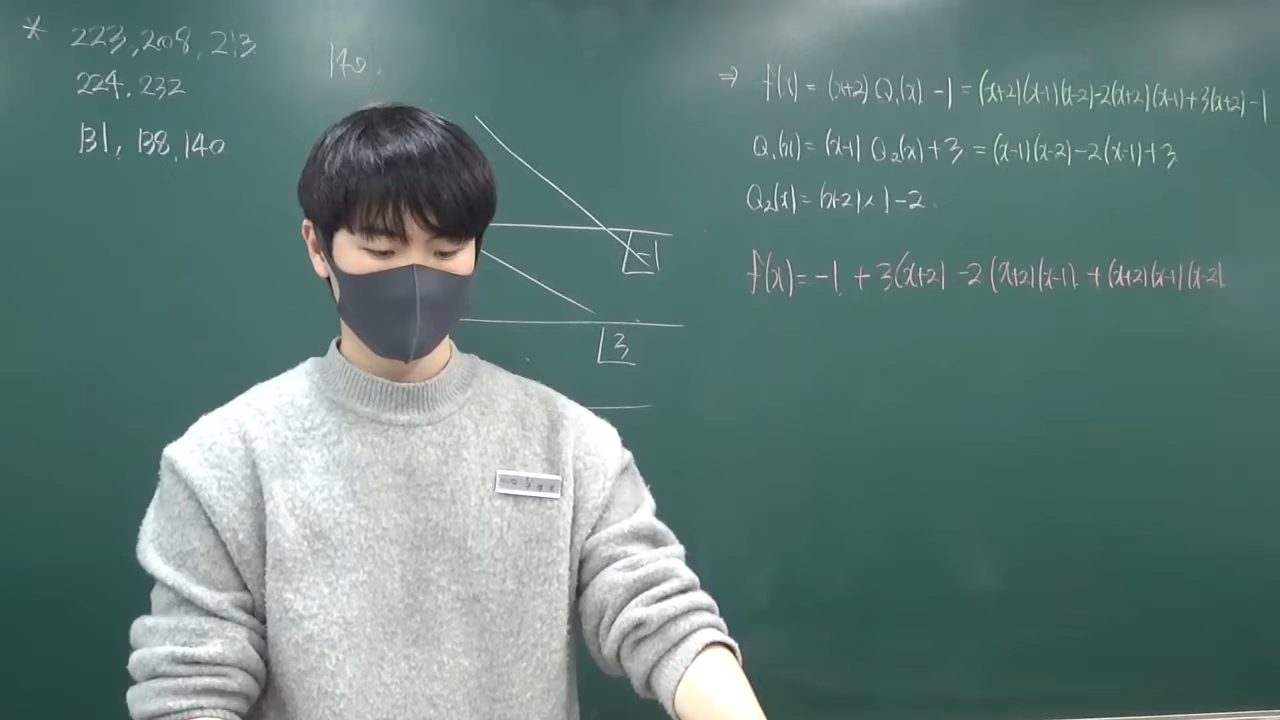 * 223, 208, 213
224, 232
131, 138, 140
140.
-1
3
⇒ f(x) = (x+2) Q₁(x) -1 = (x+2)(x-1)(x-2)-2(x+2)(x-1)+3(x+2)-1
Q₁(x) = (x-1) Q₂(x) + 3 = (x-1)(x-2)-2(x-1)+3
Q₂(x) = (x-2)×1-2
f(x) = -1 + 3(x+2) -2(x+2)(x-1) + (x+2)(x-1)(x-2)